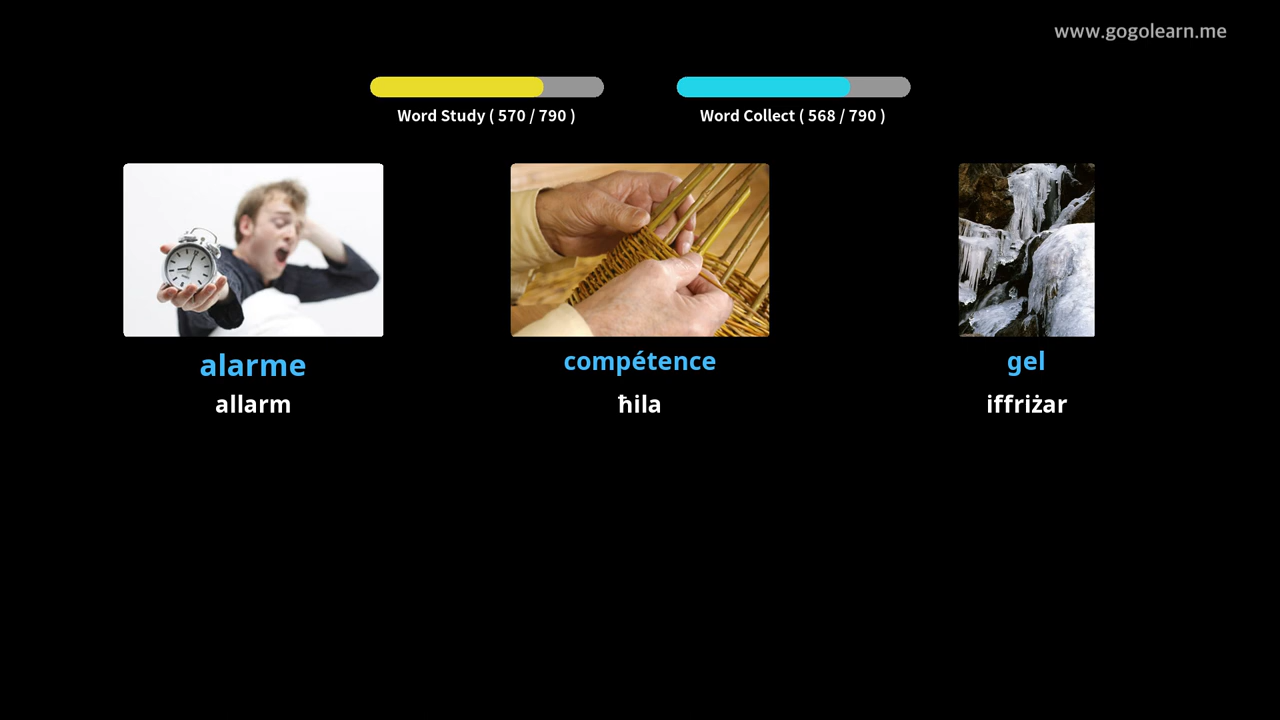 www.gogolearn.me
Word Study ( 570 / 790 )
Word Collect ( 568 / 790 )
alarme
compétence
gel
allarm
ħila
iffriżar